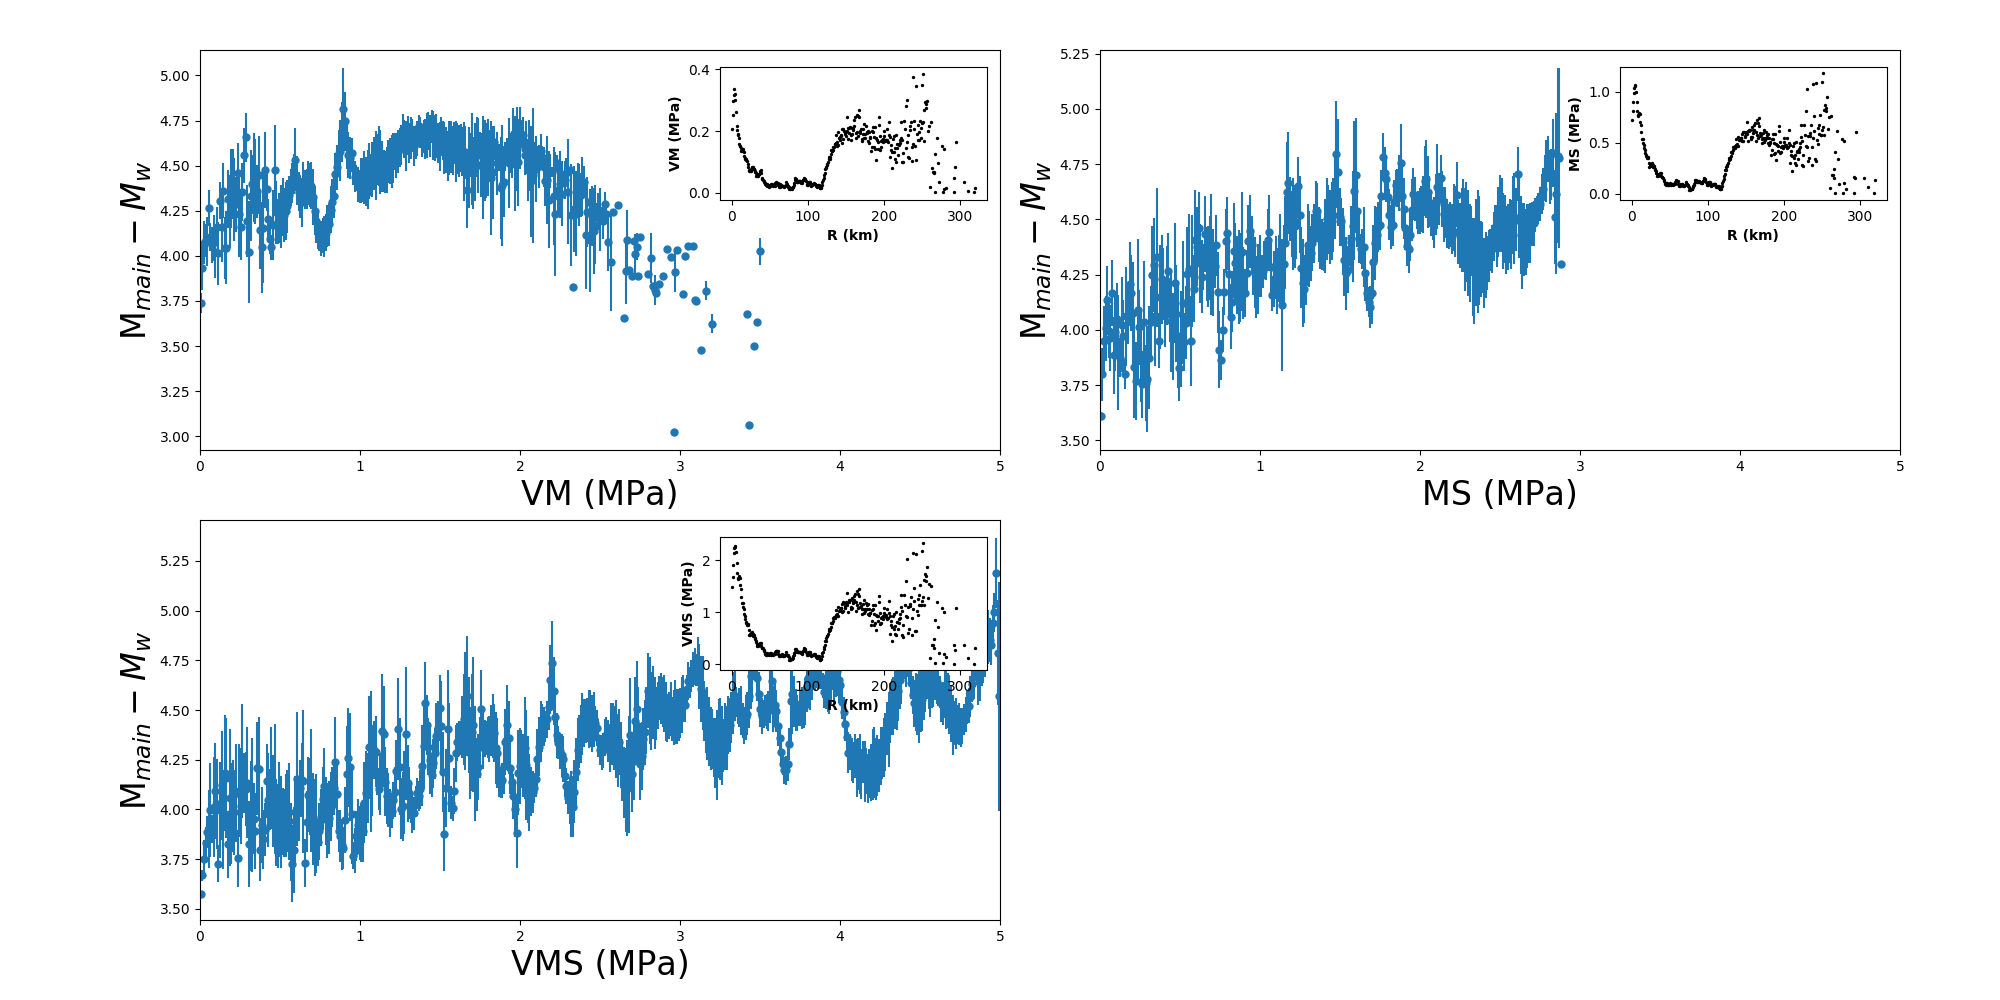 5.00
4.75
4.50
4.25
4.00
3.75
3.50
3.25
3.00
M_main − M_w
0 1 2 3 4 5
VM (MPa)
0.4
0.2
0.0
VM (MPa)
0 100 200 300
R (km)
5.25
5.00
4.75
4.50
4.25
4.00
3.75
3.50
M_main − M_w
0 1 2 3 4 5
MS (MPa)
1.0
0.5
0.0
MS (MPa)
0 100 200 300
R (km)
5.25
5.00
4.75
4.50
4.25
4.00
3.75
3.50
M_main − M_w
0 1 2 3 4 5
VMS (MPa)
2
1
0
VMS (MPa)
0 100 200 300
R (km)